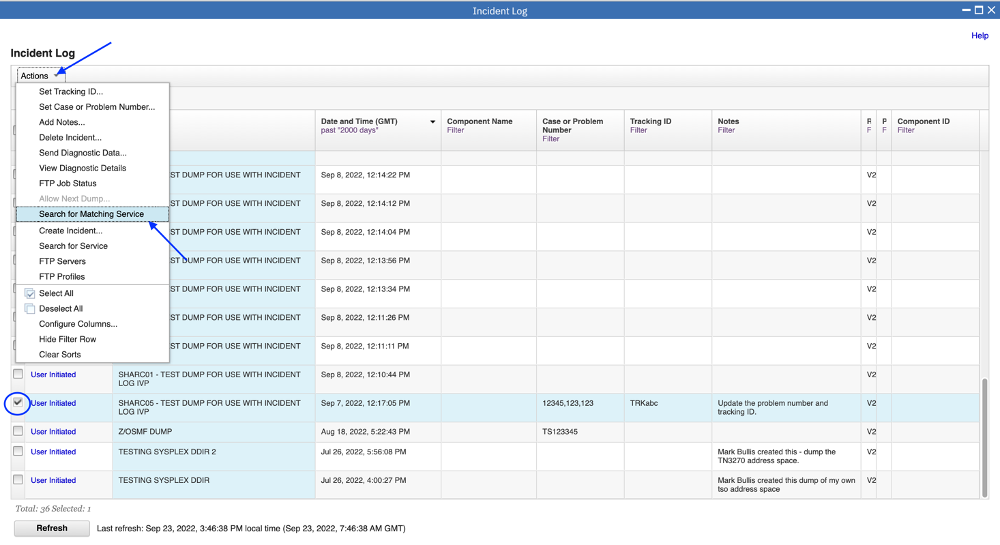 Incident Log
Help
Incident Log
Actions
Set Tracking ID...
Set Case or Problem Number...
Add Notes...
Delete Incident...
Send Diagnostic Data...
View Diagnostic Details
FTP Job Status
Allow Next Dump...
Search for Matching Service
Create Incident...
Search for Service
FTP Servers
FTP Profiles
Select All
Deselect All
Configure Columns...
Hide Filter Row
Clear Sorts
Date and Time (GMT)
past "2000 days"
Component Name
Filter
Case or Problem
Number
Filter
Tracking ID
Filter
Notes
Filter
R
F
P
F
Component ID
Filter
ST DUMP FOR USE WITH INCIDENT Sep 8, 2022, 12:14:22 PM V2
ST DUMP FOR USE WITH INCIDENT Sep 8, 2022, 12:14:12 PM V2
ST DUMP FOR USE WITH INCIDENT Sep 8, 2022, 12:14:04 PM V2
ST DUMP FOR USE WITH INCIDENT Sep 8, 2022, 12:13:56 PM V2
ST DUMP FOR USE WITH INCIDENT Sep 8, 2022, 12:13:34 PM V2
ST DUMP FOR USE WITH INCIDENT Sep 8, 2022, 12:11:26 PM V2
ST DUMP FOR USE WITH INCIDENT Sep 8, 2022, 12:11:11 PM V2
User Initiated SHARC01 - TEST DUMP FOR USE WITH INCIDENT Sep 8, 2022, 12:10:44 PM V2
LOG IVP
User Initiated SHARC05 - TEST DUMP FOR USE WITH INCIDENT Sep 7, 2022, 12:17:05 PM 12345,123,123 TRKabc Update the problem number and V2
LOG IVP tracking ID.
User Initiated Z/OSMF DUMP Aug 18, 2022, 5:22:43 PM TS123345 V2
User Initiated TESTING SYSPLEX DDIR 2 Jul 26, 2022, 5:56:08 PM Mark Bullis created this - dump the V2
TN3270 address space.
User Initiated TESTING SYSPLEX DDIR Jul 26, 2022, 4:00:27 PM Mark Bullis created this dump of my own V2
tso address space
Total: 36 Selected: 1
Refresh Last refresh: Sep 23, 2022, 3:46:38 PM local time (Sep 23, 2022, 7:46:38 AM GMT)